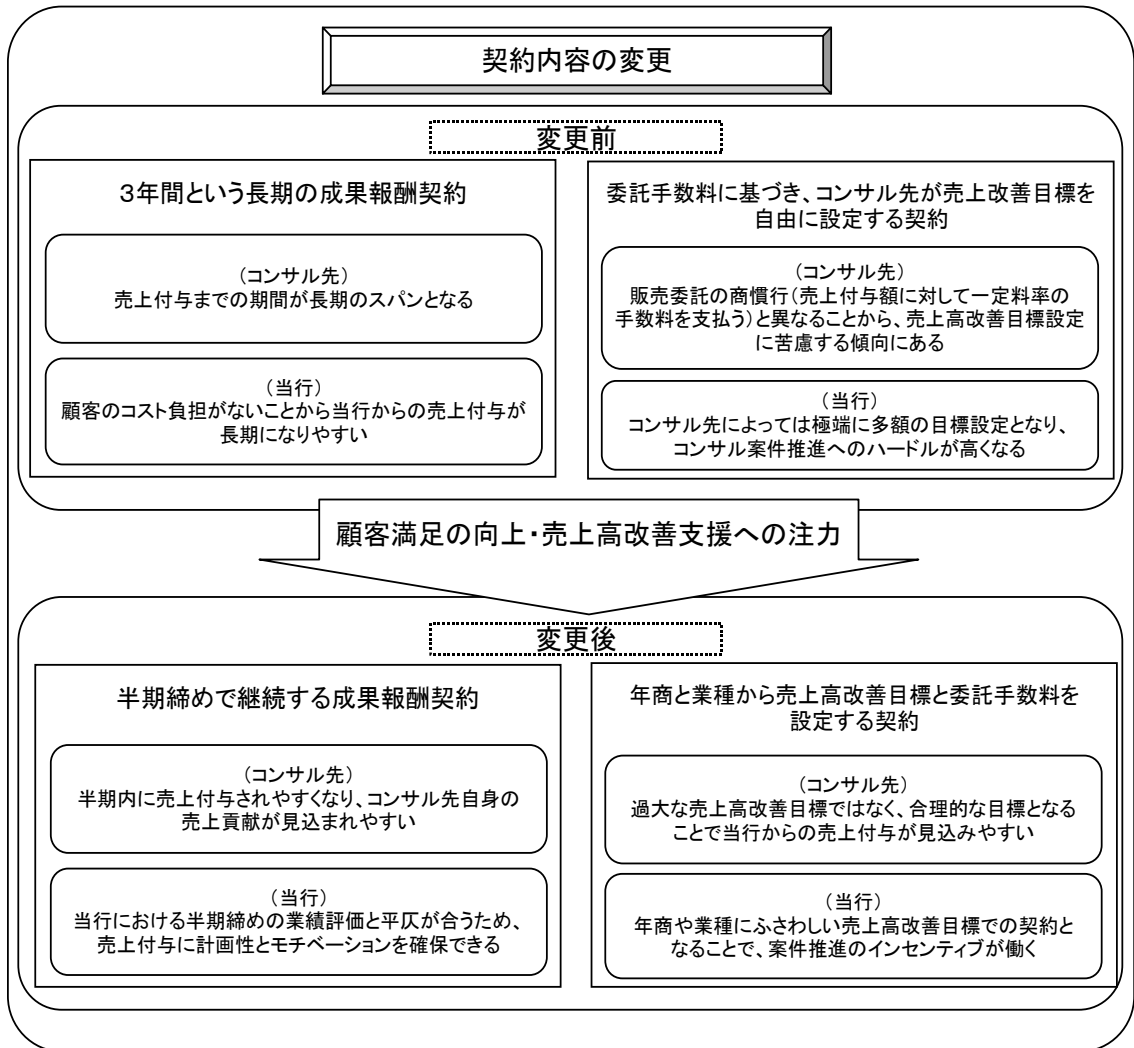 契約内容の変更
変更前
3年間という長期の成果報酬契約
(コンサル先)
売上付与までの期間が長期のスパンとなる
(当行)
顧客のコスト負担がないことから当行からの売上付与が
長期になりやすい
委託手数料に基づき、コンサル先が売上改善目標を
自由に設定する契約
(コンサル先)
販売委託の商慣行(売上付与額に対して一定料率の
手数料を支払う)と異なることから、売上高改善目標設定
に苦慮する傾向にある
(当行)
コンサル先によっては極端に多額の目標設定となり、
コンサル案件推進へのハードルが高くなる
顧客満足の向上・売上高改善支援への注力
変更後
半期締めで継続する成果報酬契約
(コンサル先)
半期内に売上付与されやすくなり、コンサル先自身の
売上貢献が見込まれやすい
(当行)
当行における半期締めの業績評価と平仄が合うため、
売上付与に計画性とモチベーションを確保できる
年商と業種から売上高改善目標と委託手数料を
設定する契約
(コンサル先)
過大な売上高改善目標ではなく、合理的な目標となる
ことで当行からの売上付与が見込みやすい
(当行)
年商や業種にふさわしい売上高改善目標での契約と
なることで、案件推進のインセンティブが働く